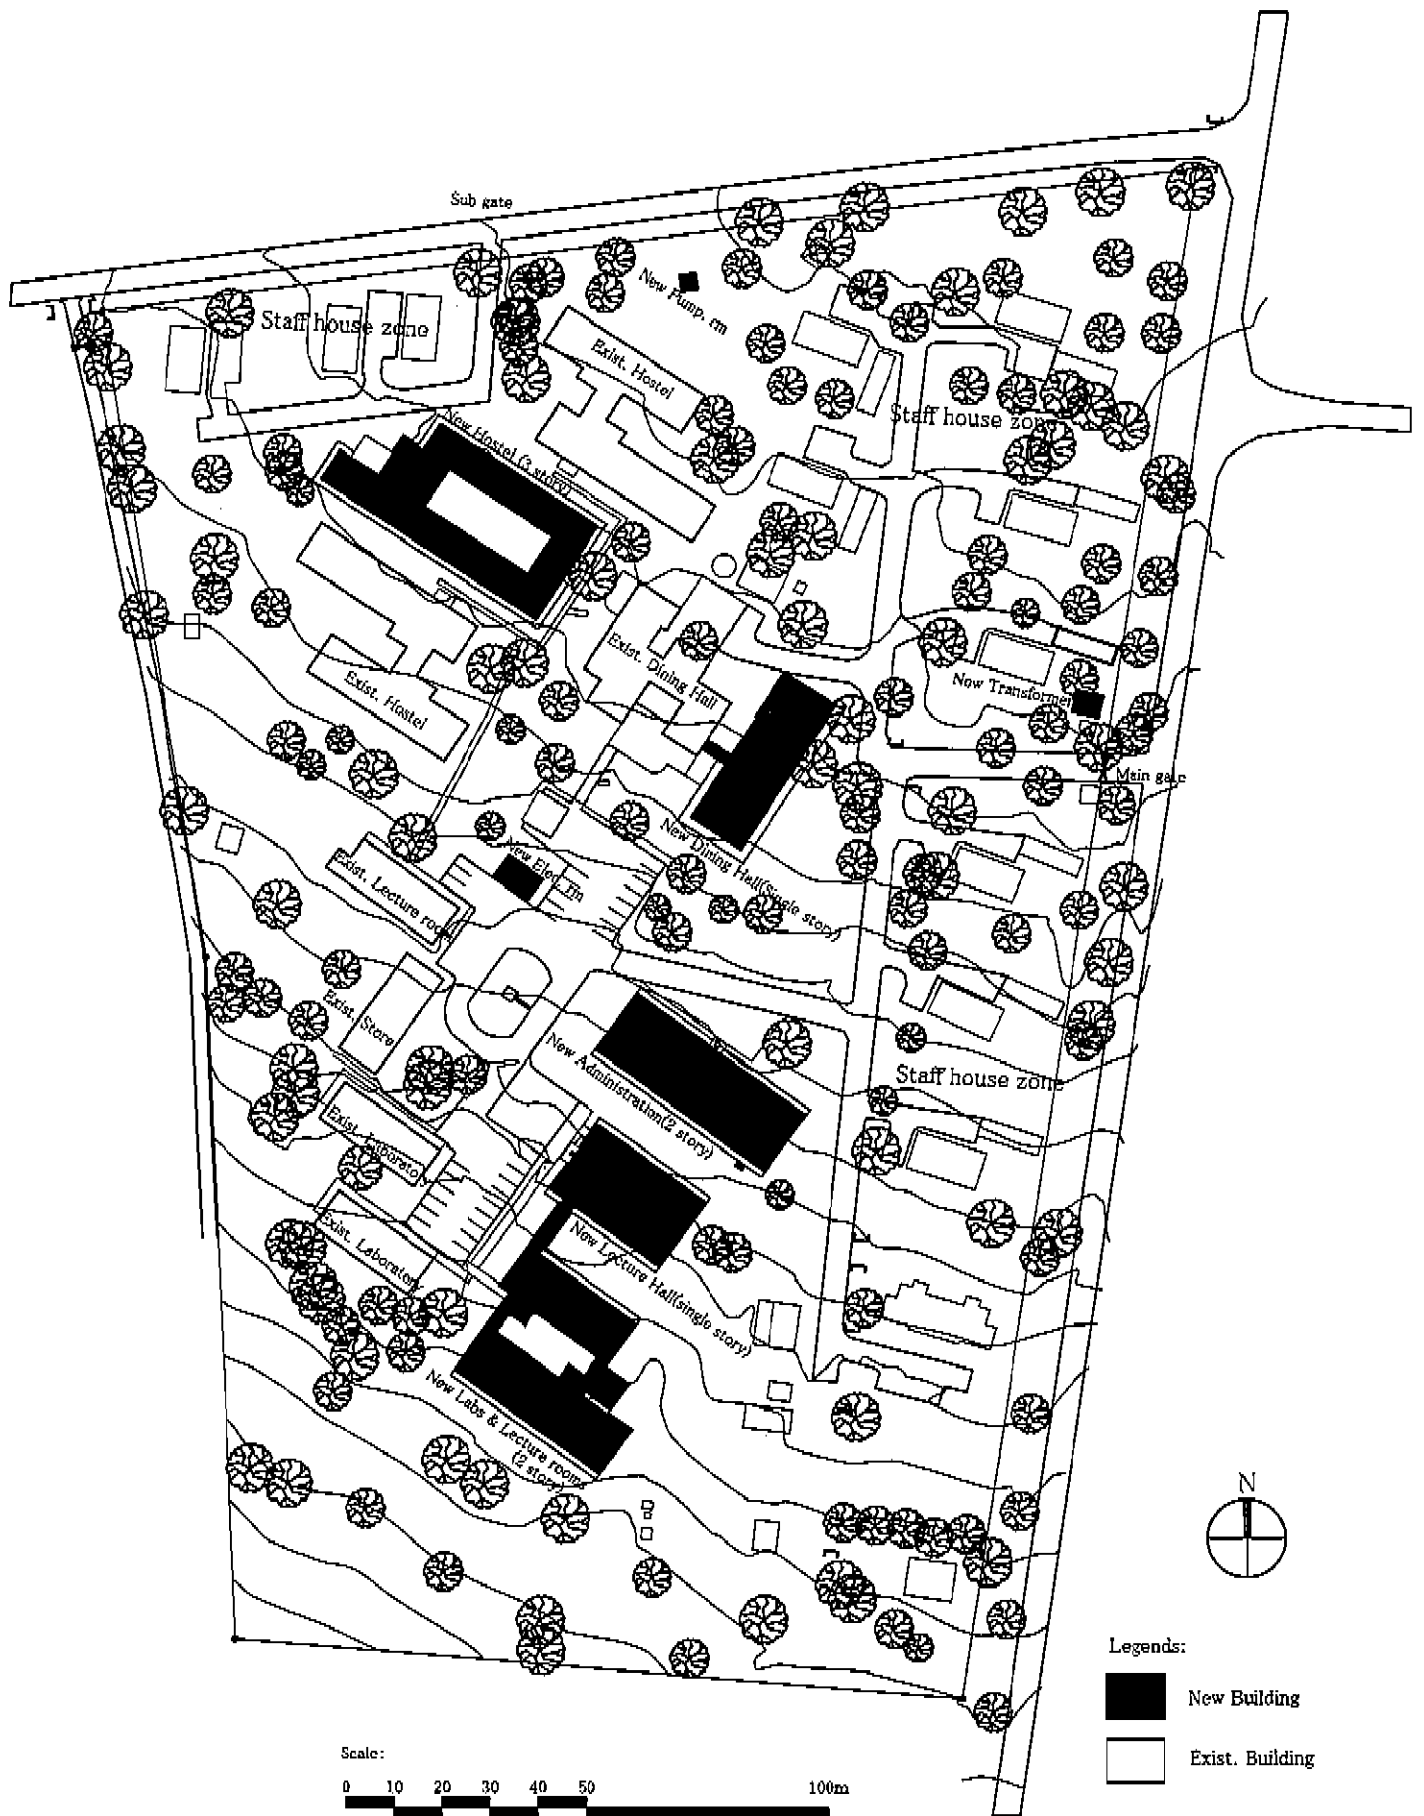 Sub gate
New Pump. rm
Staff house zone
Exist. Hostel
Staff house zone
New Hostel (3 story)
Exist. Dining Hall
Exist. Hostel
New Transformer
Main gate
New Dining Hall(single story)
New Elec. rm
Exist. Lecture room
Exist. Store
New Administration(2 story)
Staff house zone
Exist. Laborato
Exist. Laboratory
New Lecture Hall(single story)
New Labs & Lecture rooms
(2 story)
N
Legends:
New Building
Exist. Building
Scale:
0 10 20 30 40 50 100m